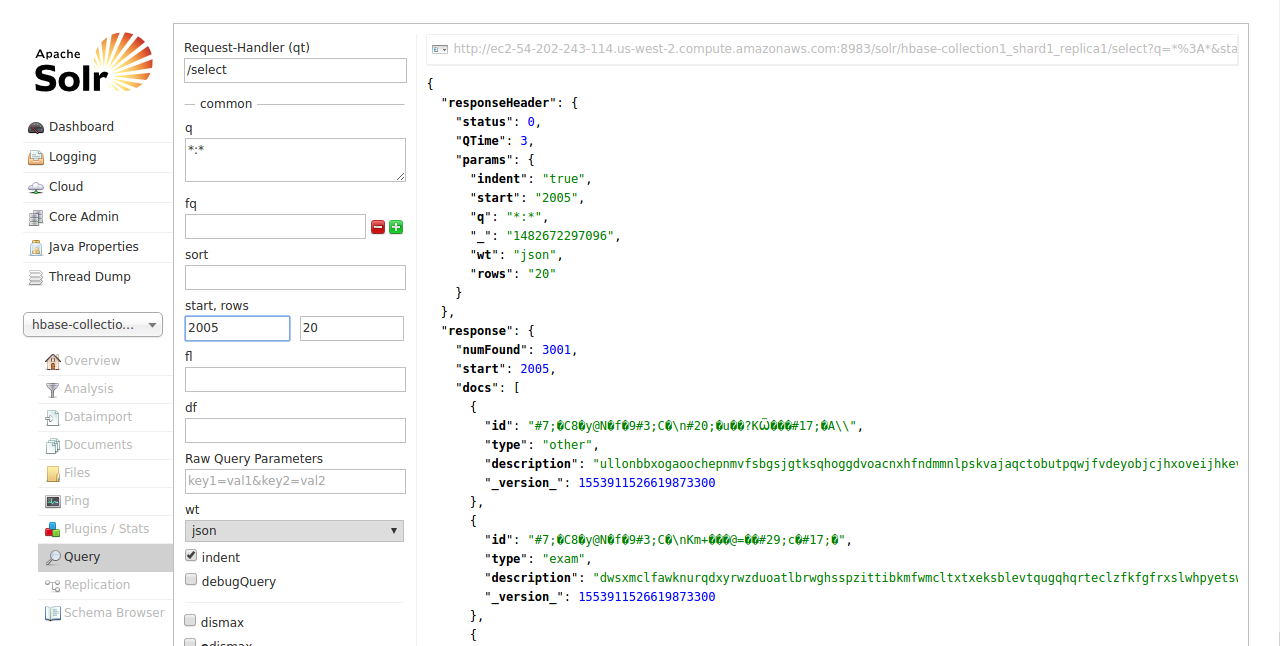 Apache
Solr
Dashboard
Logging
Cloud
Core Admin
Java Properties
Thread Dump
hbase-collectio...
Overview
Analysis
Dataimport
Documents
Files
Ping
Plugins / Stats
Query
Replication
Schema Browser
Request-Handler (qt)
/select
common
q
*:*
fq
sort
start, rows
2005 20
fl
df
Raw Query Parameters
key1=val1&key2=val2
wt
json
indent
debugQuery
dismax
edismax
http://ec2-54-202-243-114.us-west-2.compute.amazonaws.com:8983/solr/hbase-collection1_shard1_replica1/select?q=*%3A*&sta
{
"responseHeader": {
"status": 0,
"QTime": 3,
"params": {
"indent": "true",
"start": "2005",
"q": "*:*",
"_": "1482672297096",
"wt": "json",
"rows": "20"
}
},
"response": {
"numFound": 3001,
"start": 2005,
"docs": [
{
"id": "#7;�C8�y@N�f�9#3;C�\n#20;�u��?KѾ���#17;�A\\",
"type": "other",
"description": "ullonbbxogaoochepnmvfsbgsjgtksqhoggdvoacnxhfndmmnlpskvajaqctobutpqwjfvdeyobjcjhxoveijhkev
"_version_": 1553911526619873300
},
{
"id": "#7;�C8�y@N�f�9#3;C�\nKm+���@=��#29;c�#17;�",
"type": "exam",
"description": "dwsxmclfawknurqdxyrwzduoatlbrwghsspzittibkmfwmcltxtxeksblevtqugqhqrteclzfkfgfrxslwhpyetsw
"_version_": 1553911526619873300
},
{